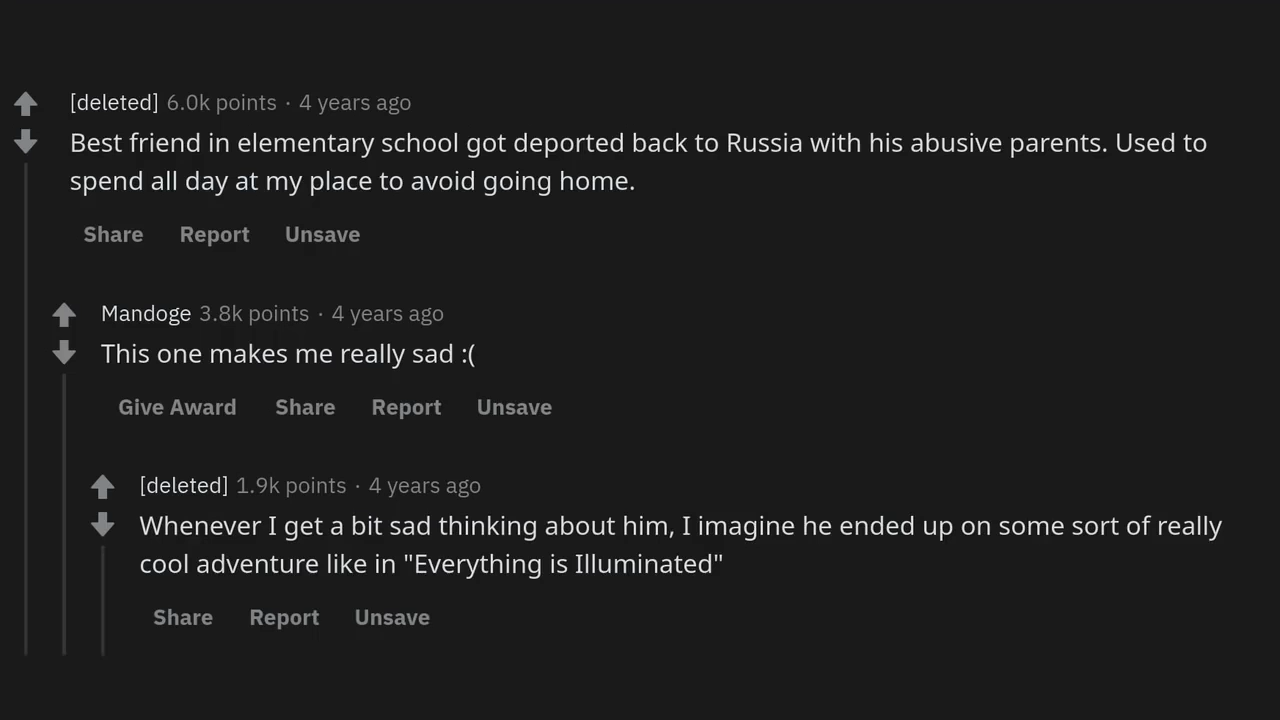 [deleted] 6.0k points · 4 years ago
Best friend in elementary school got deported back to Russia with his abusive parents. Used to
spend all day at my place to avoid going home.
Share Report Unsave
Mandoge 3.8k points · 4 years ago
This one makes me really sad :(
Give Award Share Report Unsave
[deleted] 1.9k points · 4 years ago
Whenever I get a bit sad thinking about him, I imagine he ended up on some sort of really
cool adventure like in "Everything is Illuminated"
Share Report Unsave